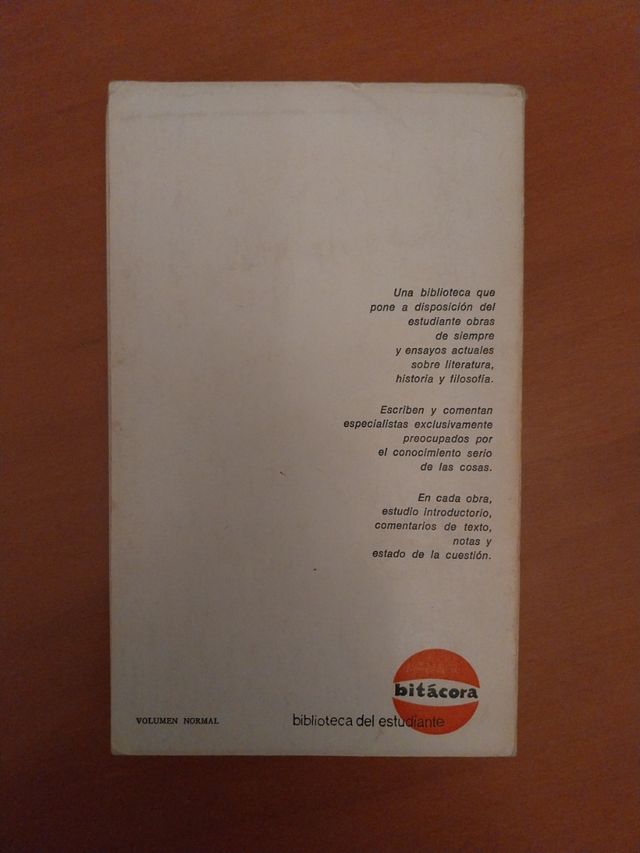 Una biblioteca que
pone a disposición del
estudiante obras
de siempre
y ensayos actuales
sobre literatura,
historia y filosofía.
Escriben y comentan
especialistas exclusivamente
preocupados por
el conocimiento serio
de las cosas.
En cada obra,
estudio introductorio,
comentarios de texto,
notas y
estado de la cuestión.
bitácora
VOLUMEN NORMAL
biblioteca del estudiante